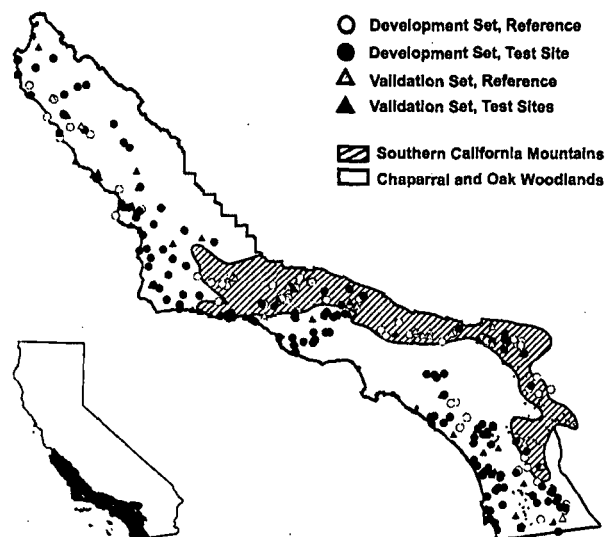 Development Set, Reference
Development Set, Test Site
Validation Set, Reference
Validation Set, Test Sites
Southern California Mountains
Chaparral and Oak Woodlands